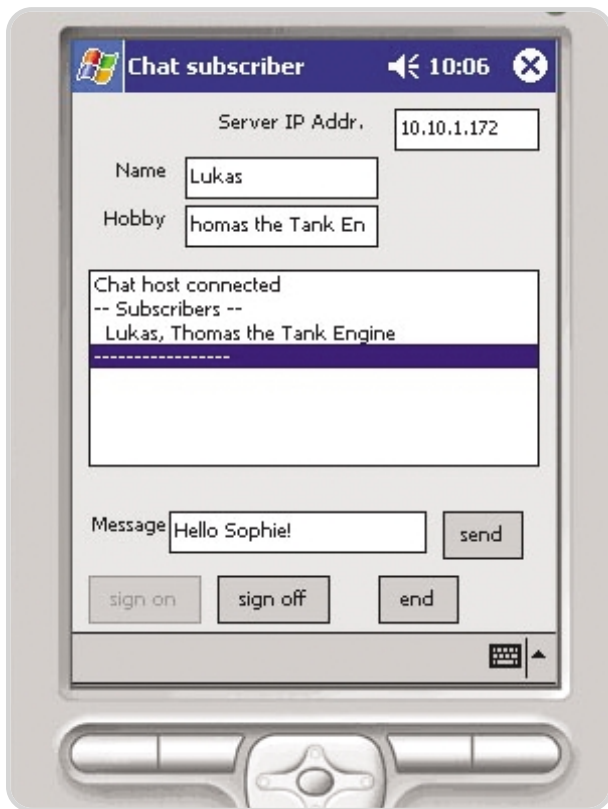 Chat subscriber 10:06
Server IP Addr. 10.10.1.172
Name Lukas
Hobby homas the Tank En
Chat host connected
-- Subscribers --
Lukas, Thomas the Tank Engine
-----------------
Message Hello Sophie! send
sign on sign off end